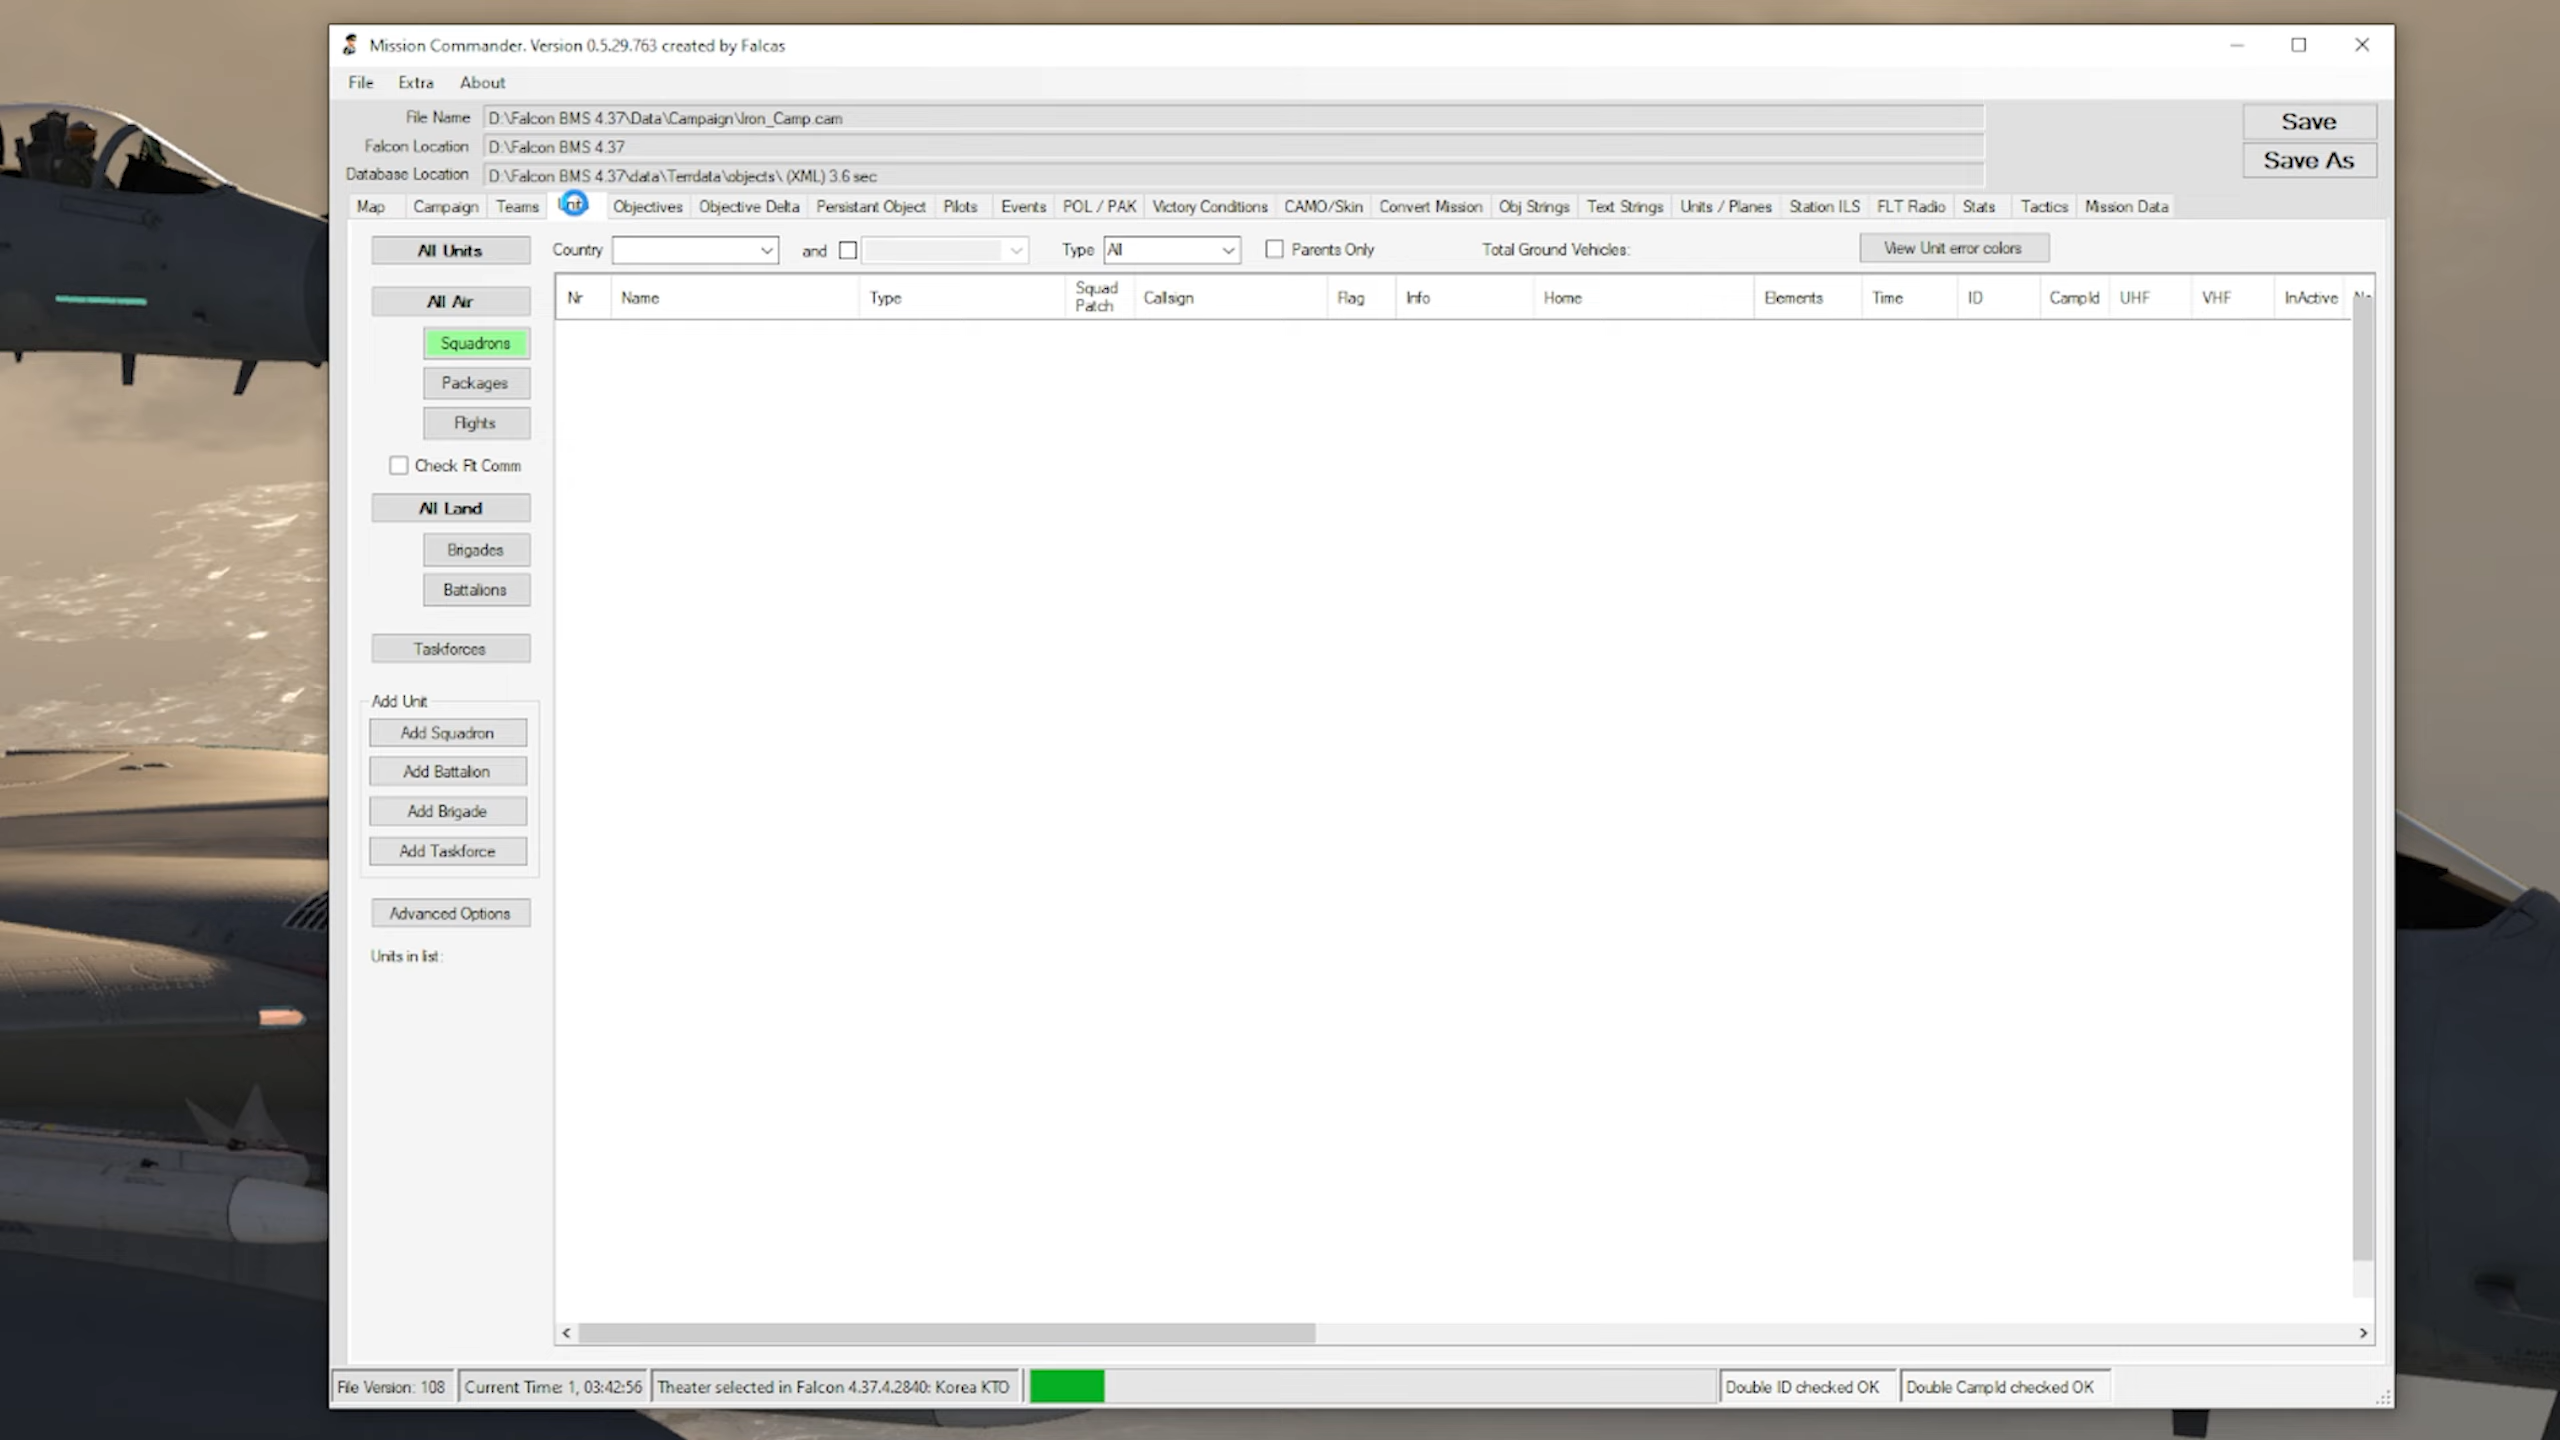 Mission Commander. Version 0.5.29.763 created by Falcas
File Extra About
File Name D:\Falcon BMS 4.37\Data\Campaign\Iron_Camp.cam
Save
Falcon Location D:\Falcon BMS 4.37
Save As
Database Location D:\Falcon BMS 4.37\data\Terrdata\objects\ (XML) 3.6 sec
Map Campaign Teams Objectives Objective Delta Persistant Object Pilots Events POL / PAK Victory Conditions CAMO/Skin Convert Mission Obj Strings Text Strings Units / Planes Station ILS FLT Radio Stats Tactics Mission Data
All Units Country and Type All Parents Only Total Ground Vehicles: View Unit error colors
Nr Name Type Squad Patch Callsign Flag Info Home Elements Time ID CampId UHF VHF InActive
All Air
Squadrons
Packages
Flights
Check Flt Comm
All Land
Brigades
Battalions
Taskforces
Add Unit
Add Squadron
Add Battalion
Add Brigade
Add Taskforce
Advanced Options
Units in list:
File Version: 108 Current Time: 1, 03:42:56 Theater selected in Falcon 4.37.4.2840: Korea KTO Double ID checked OK Double CampId checked OK